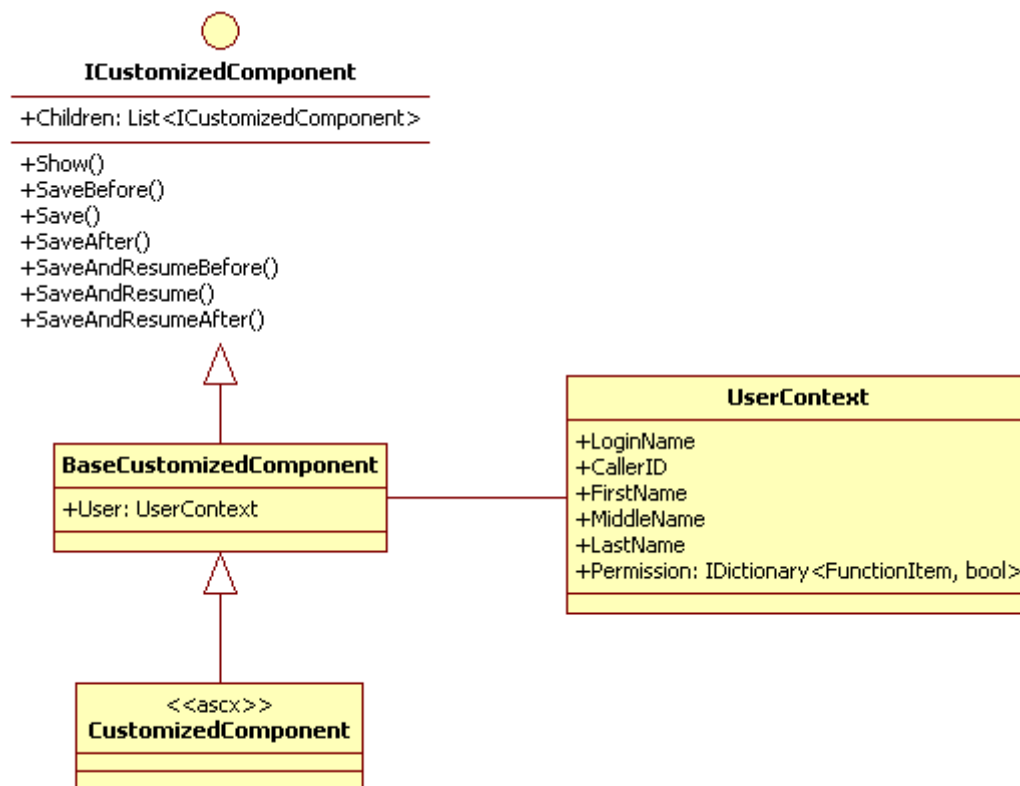 ICustomizedComponent
+Children: List<ICustomizedComponent>
+Show()
+SaveBefore()
+Save()
+SaveAfter()
+SaveAndResumeBefore()
+SaveAndResume()
+SaveAndResumeAfter()
BaseCustomizedComponent
+User: UserContext
UserContext
+LoginName
+CallerID
+FirstName
+MiddleName
+LastName
+Permission: IDictionary<FunctionItem, bool>
<<ascx>>
CustomizedComponent